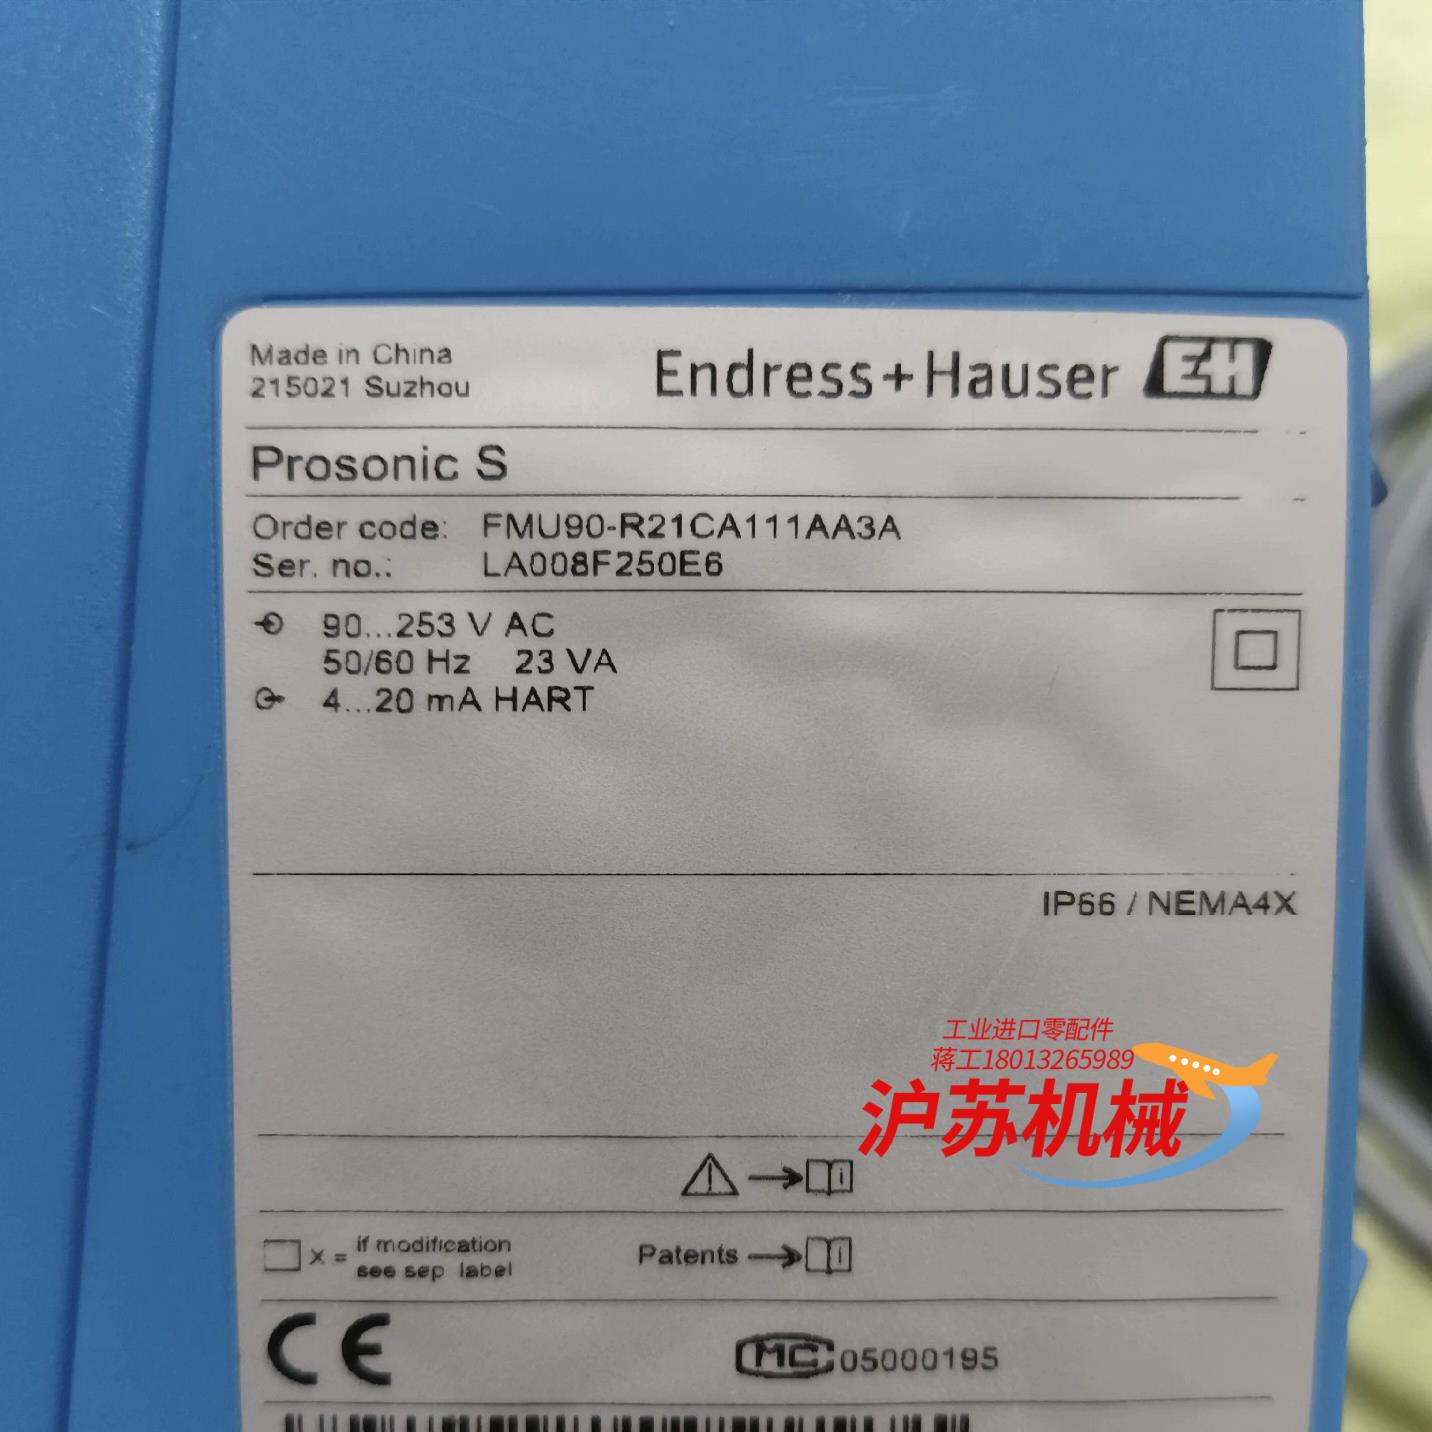 Made in China
215021 Suzhou
Endress+Hauser EH
Prosonic S
Order code: FMU90-R21CA111AA3A
Ser. no.: LA008F250E6
90...253 V AC
50/60 Hz 23 VA
4...20 mA HART
IP66 / NEMA4X
工业进口零配件
蒋工18013265989
沪苏机械
i
x = if modification
see sep label
Patents i
CE
MC 05000195